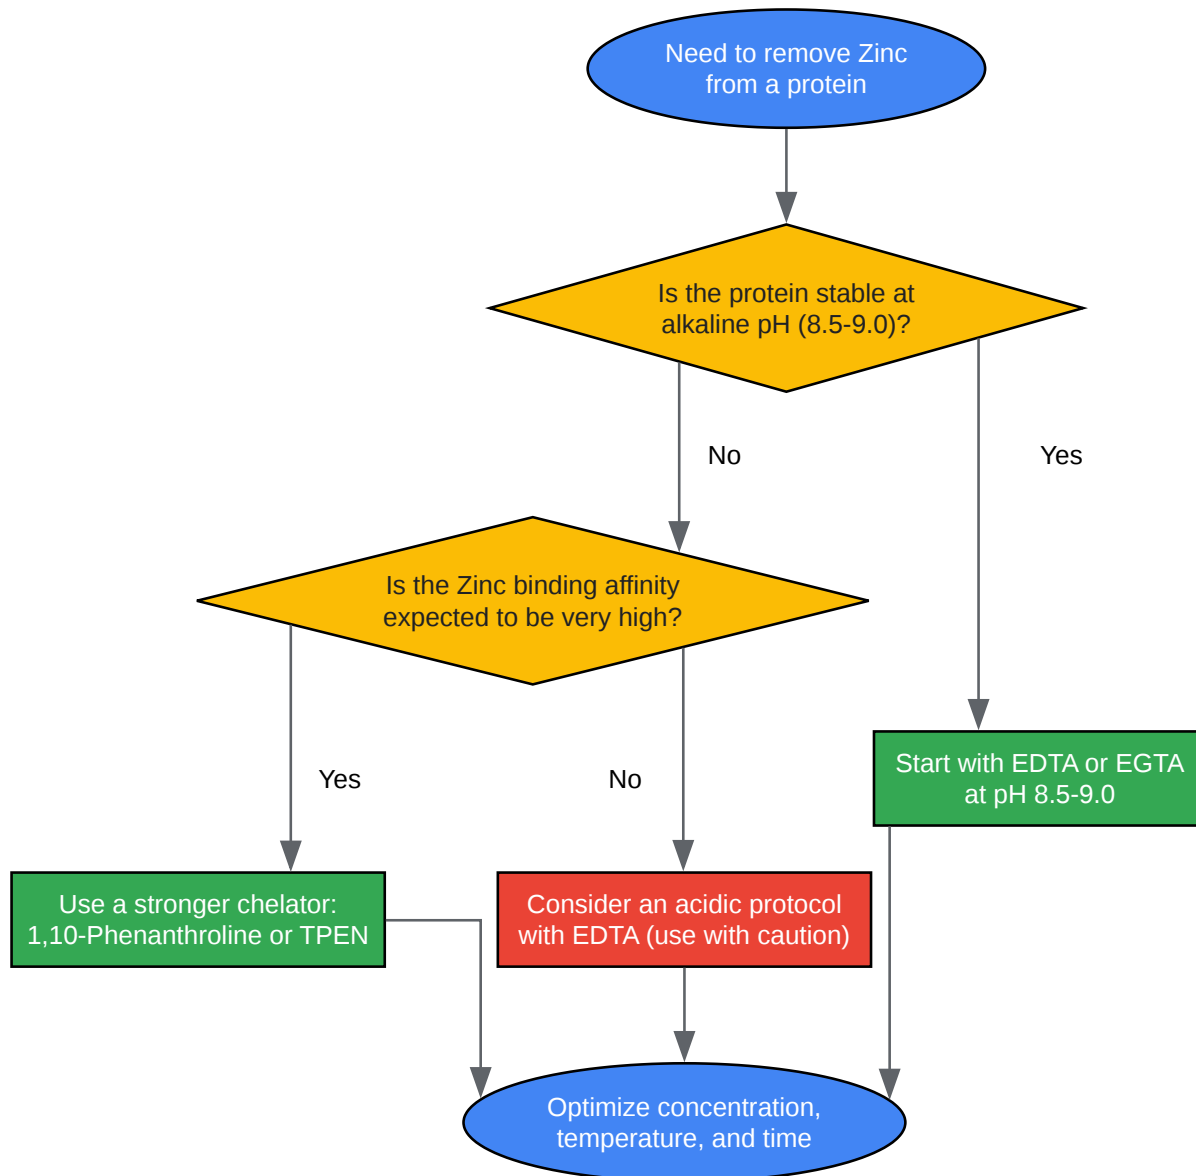 Need to remove Zinc
from a protein
Is the protein stable at
alkaline pH (8.5-9.0)?
No
Yes
Is the Zinc binding affinity
expected to be very high?
Start with EDTA or EGTA
at pH 8.5-9.0
Yes
No
Use a stronger chelator:
1,10-Phenanthroline or TPEN
Consider an acidic protocol
with EDTA (use with caution)
Optimize concentration,
temperature, and time